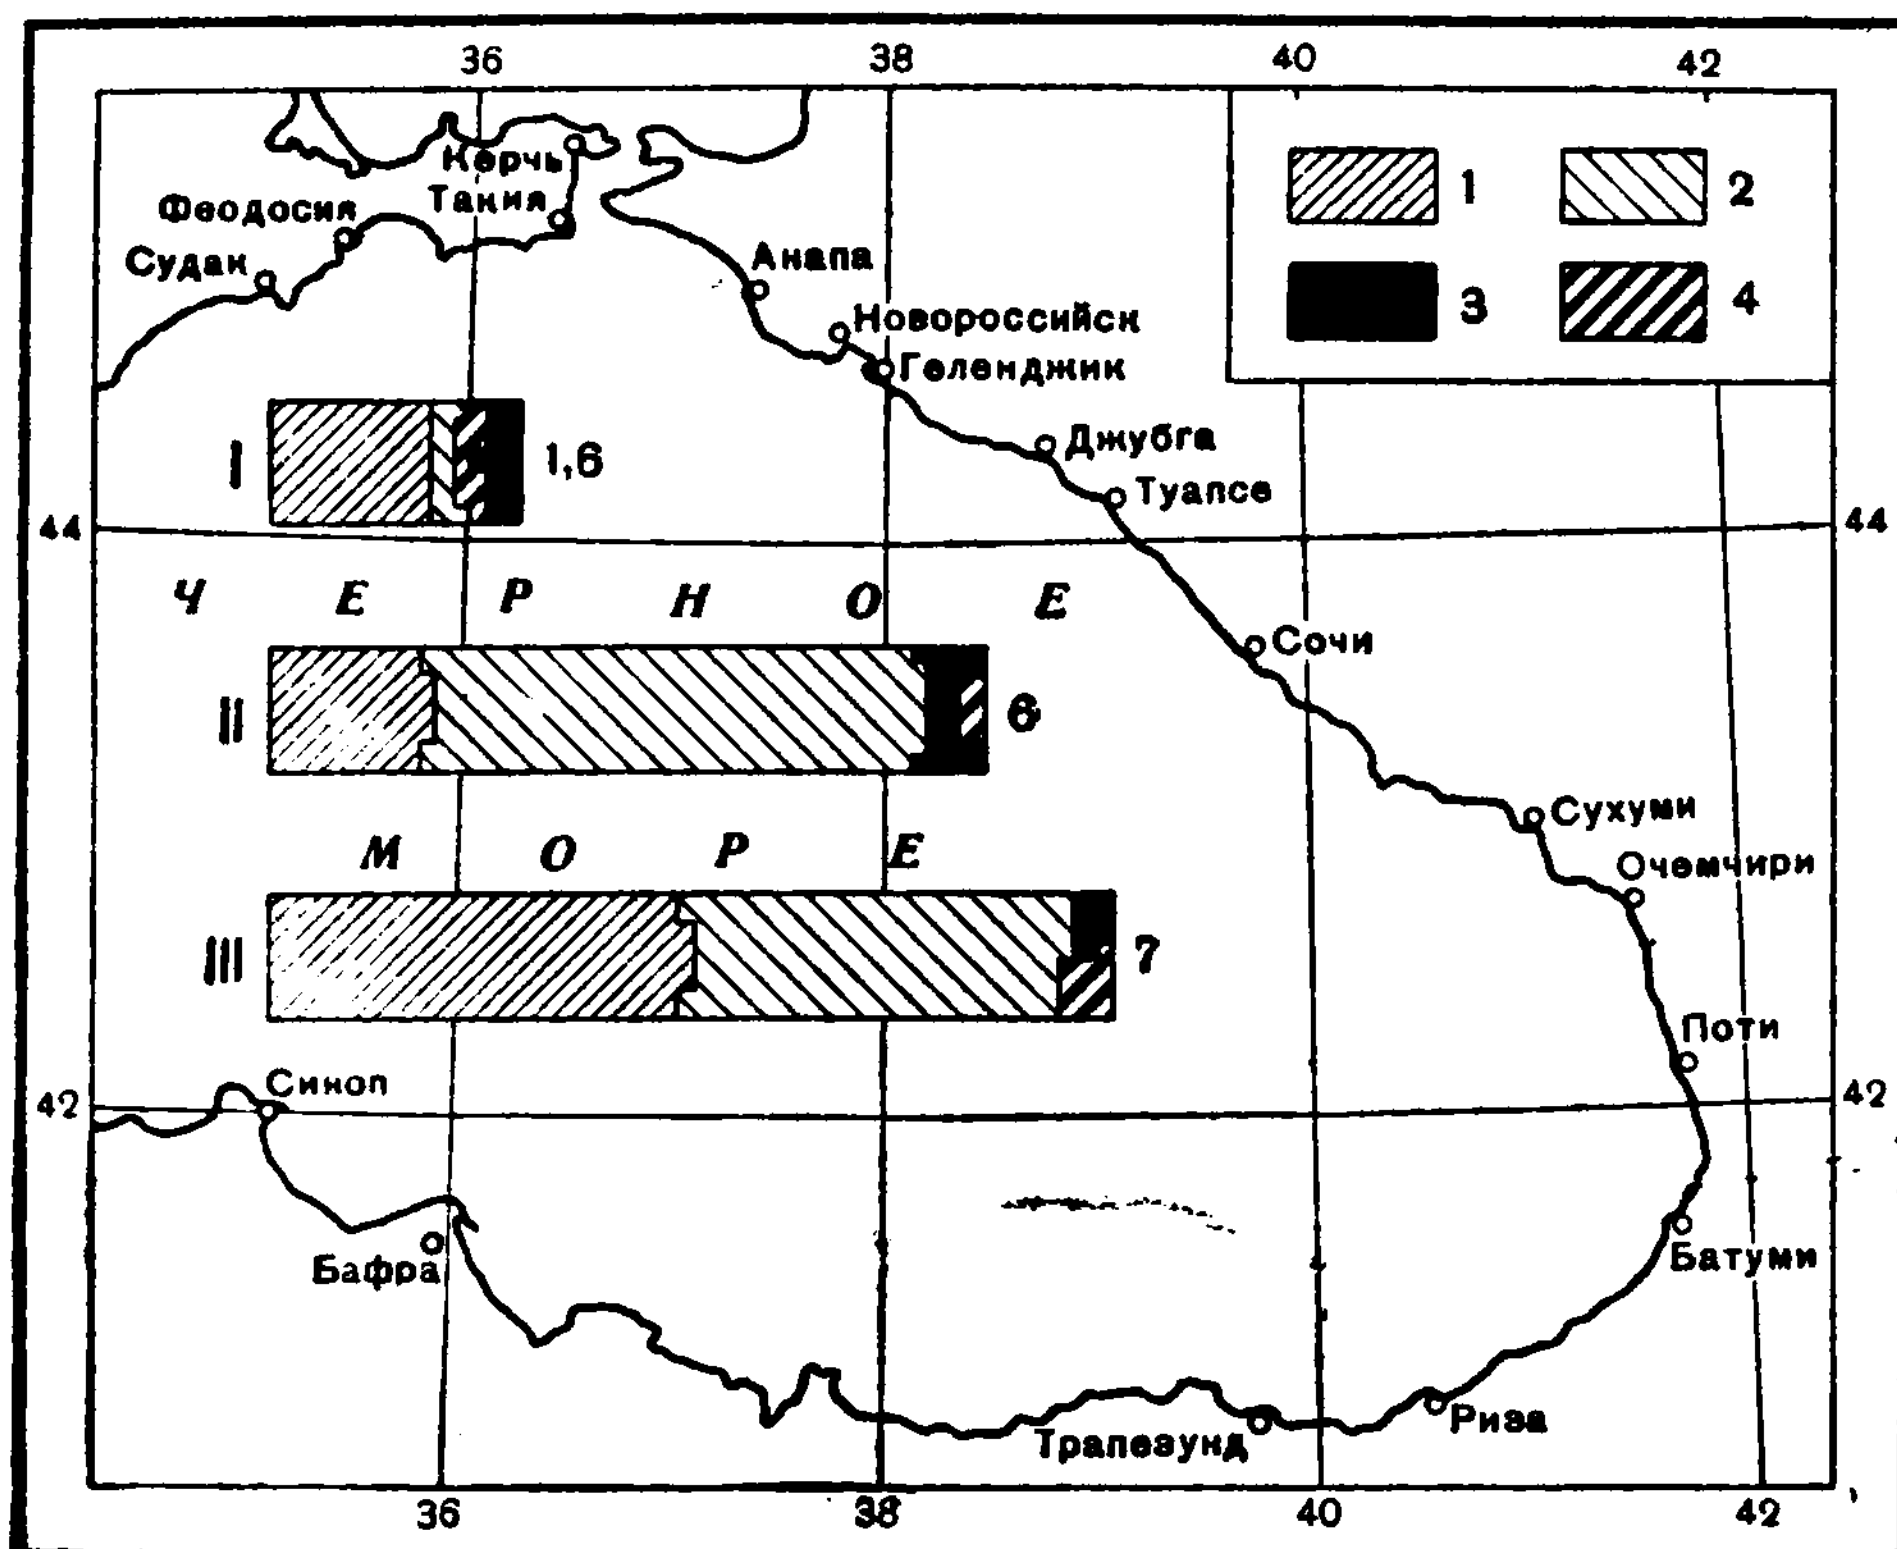 36 38 40 42
Керчь
Такил
Феодосия
Судак
Анапа
Новороссийск
Геленджик
Джубга
Туапсе
1 2
3 4
I 1,6
44 44
Ч Е Р Н О Е
Сочи
II 6
Сухуми
М О Р Е
Очемчири
III 7
Поти
Синоп
42 42
Бафра
Батуми
Трапезунд
Ризе
36 38 40 42